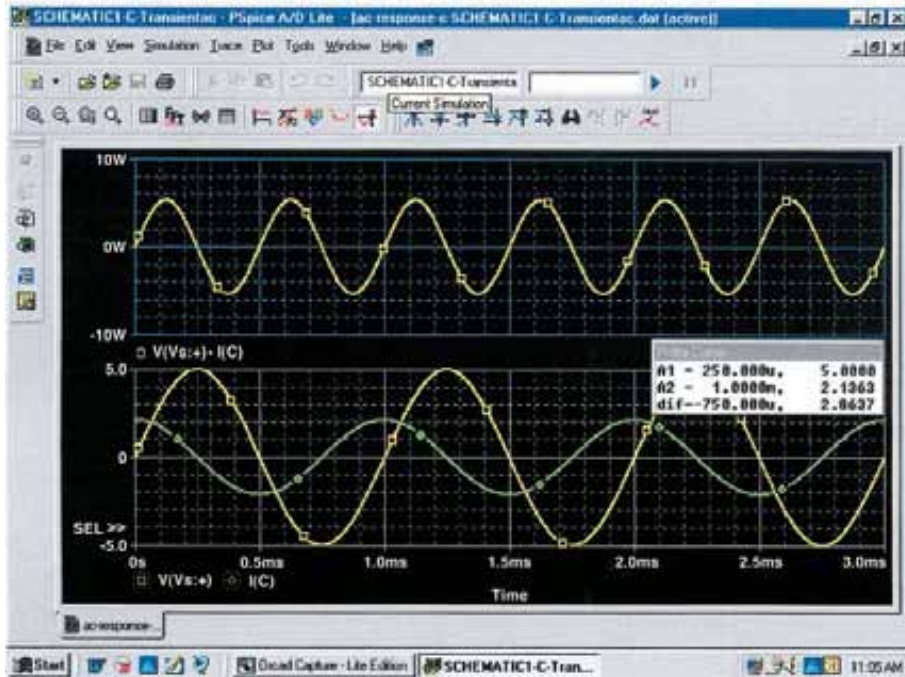 SCHEMATIC1-C-Transientac - PSpice A/D Lite - [ac-response-c SCHEMATIC1-C-Transientac.dat (active)]
File Edit View Simulation Trace Plot Tools Window Help
SCHEMATIC1-C-Transienta
Current Simulation
10W
0W
-10W
V(Vs:+)· I(C)
5.0
0
SEL >>
-5.0
A1 = 250.000u, 5.0000
A2 = 1.0000m, 2.1363
dif=-750.000u, 2.8637
0s 0.5ms 1.0ms 1.5ms 2.0ms 2.5ms 3.0ms
V(Vs:+) I(C)
Time
ac-response-
Start Orcad Capture - Lite Edition SCHEMATIC1-C-Tran... 11:05 AM